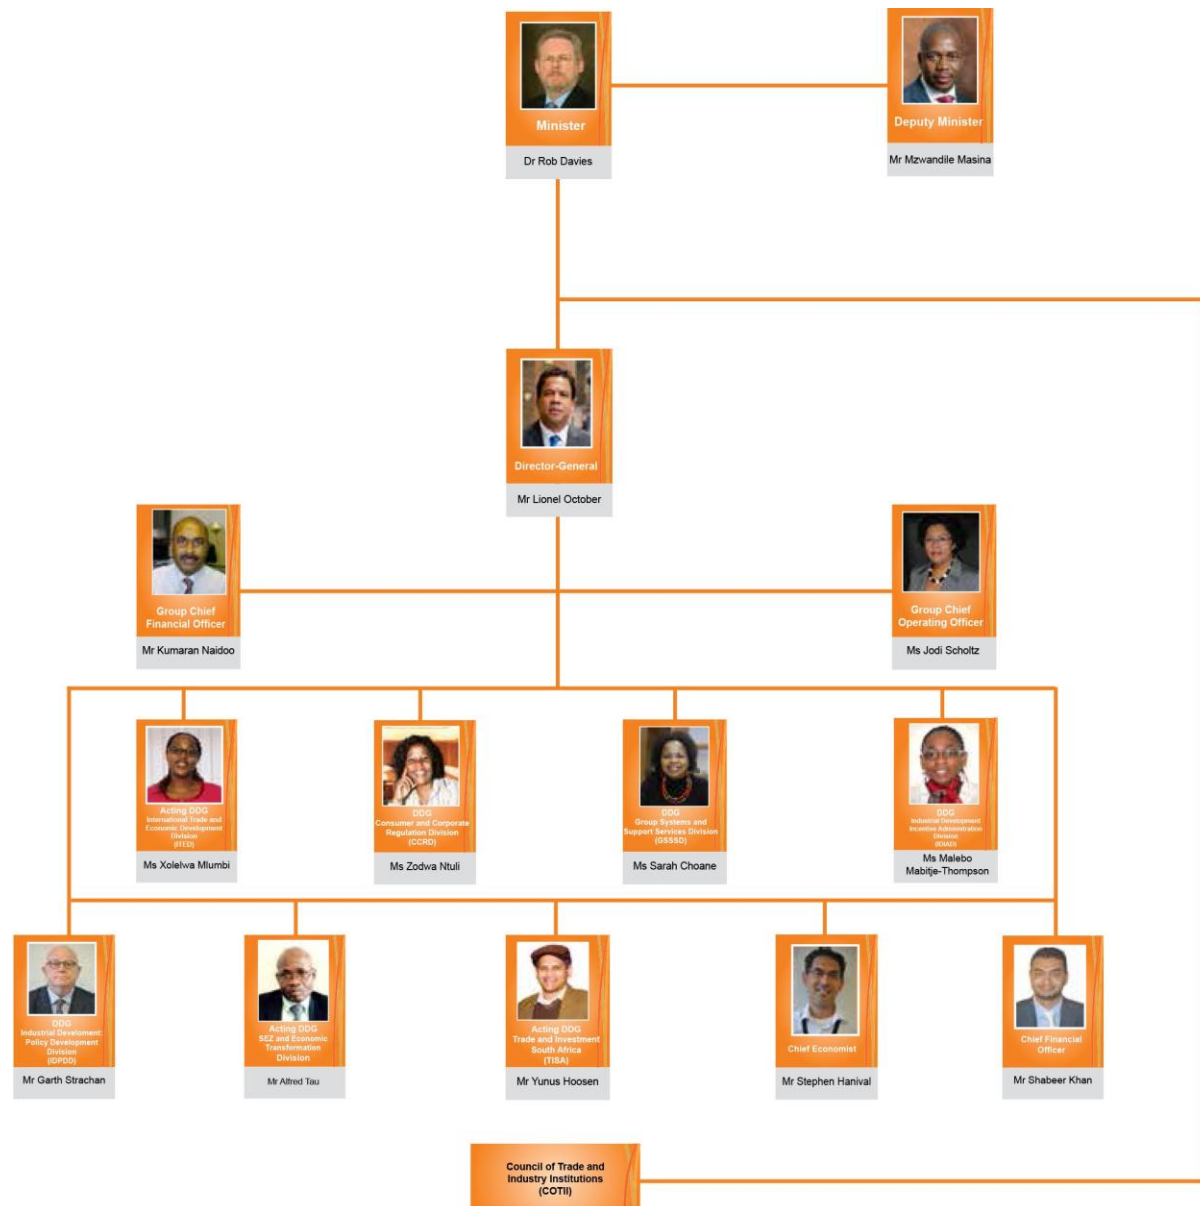 Minister
Dr Rob Davies
Deputy Minister
Mr Mzwandile Masina
Director-General
Mr Lionel October
Group Chief
Financial Officer
Mr Kumaran Naidoo
Group Chief
Operating Officer
Ms Jodi Scholtz
Acting DDG
International Trade and
Economic Development
Division
(ITED)
Ms Xolelwa Mlumbi
DDG
Consumer and Corporate
Regulation Division
(CCRD)
Ms Zodwa Ntuli
DDG
Group Systems and
Support Services Division
(GSSSD)
Ms Sarah Choane
DDG
Industrial Development
Incentive Administration
Division
(IDIAD)
Ms Malebo
Mabitje-Thompson
DDG
Industrial Develoment:
Policy Development
Division
(IDPDD)
Mr Garth Strachan
Acting DDG
SEZ and Economic
Transformation
Division
Mr Alfred Tau
Acting DDG
Trade and Investment
South Africa
(TISA)
Mr Yunus Hoosen
Chief Economist
Mr Stephen Hanival
Chief Financial
Officer
Mr Shabeer Khan
Council of Trade and
Industry Institutions
(COTII)